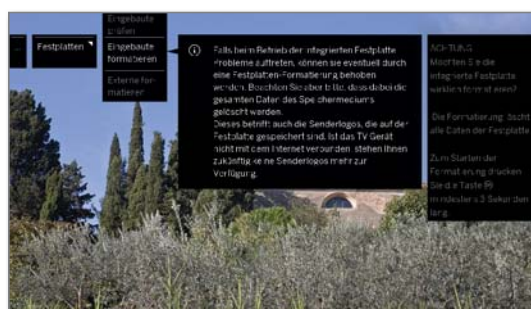 ...
Festplatten
Eingebaute
prüfen
Eingebaute
formatieren
Externe for-
matieren
Falls beim Betrieb der integrierten Festplatte
Probleme auftreten, können sie eventuell durch
eine Festplatten-Formatierung behoben
werden. Beachten Sie aber bitte, dass dabei die
gesamten Daten des Speichermediums
gelöscht werden.
Dieses betrifft auch die Senderlogos, die auf der
Festplatte gespeichert sind. Ist das TV Gerät
nicht mit dem Internet verbunden, stehen Ihnen
zukünftig keine Senderlogos mehr zur
Verfügung.
ACHTUNG
Möchten Sie die
integrierte Festplatte
wirklich formatieren?
Die Formatierung löscht
alle Daten der Festplatte
Zum Starten der
Formatierung drücken
Sie die Taste
mindestens 3 Sekunden
lang.